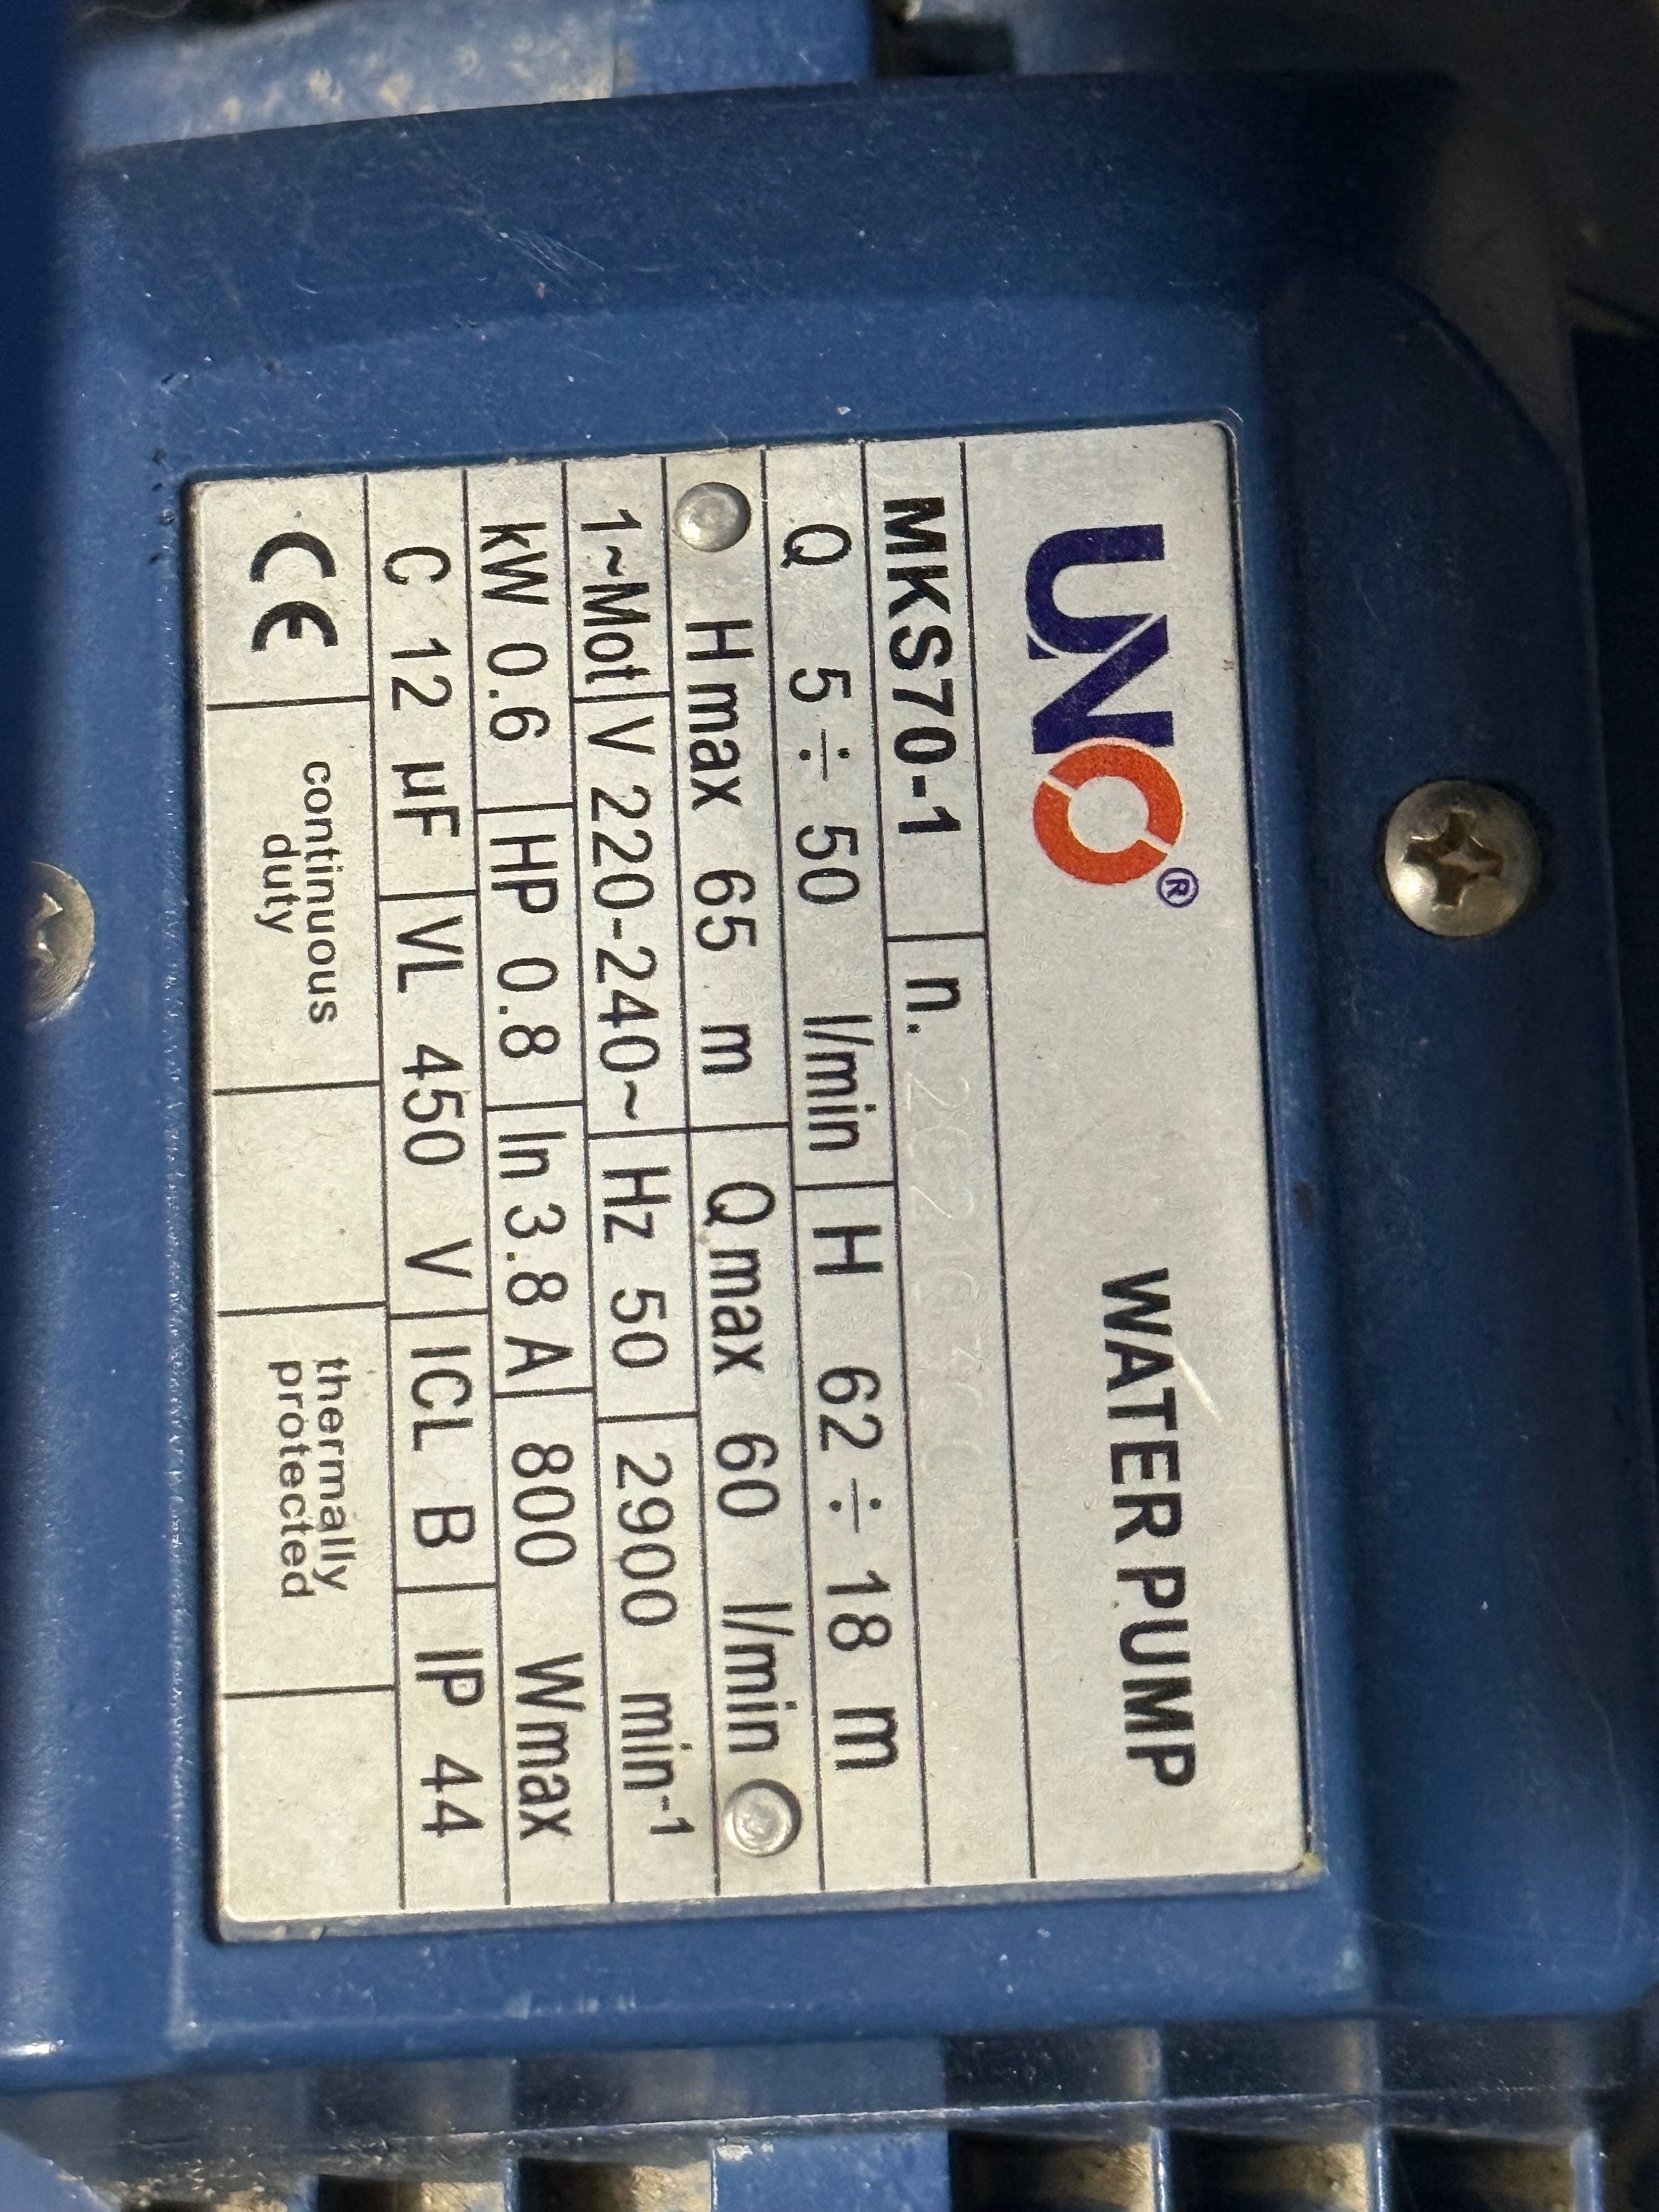 UNO®
WATER PUMP
MKS70-1 n.
Q 5 ÷ 50 l/min H 62 ÷ 18 m
H max 65 m Q max 60 l/min
1~Mot V 220-240~ Hz 50 2900 min-1
kW 0.6 HP 0.8 In 3.8 A 800 Wmax
C 12 µF VL 450 V ICL B IP 44
CE
continuous
duty
thermally
protected